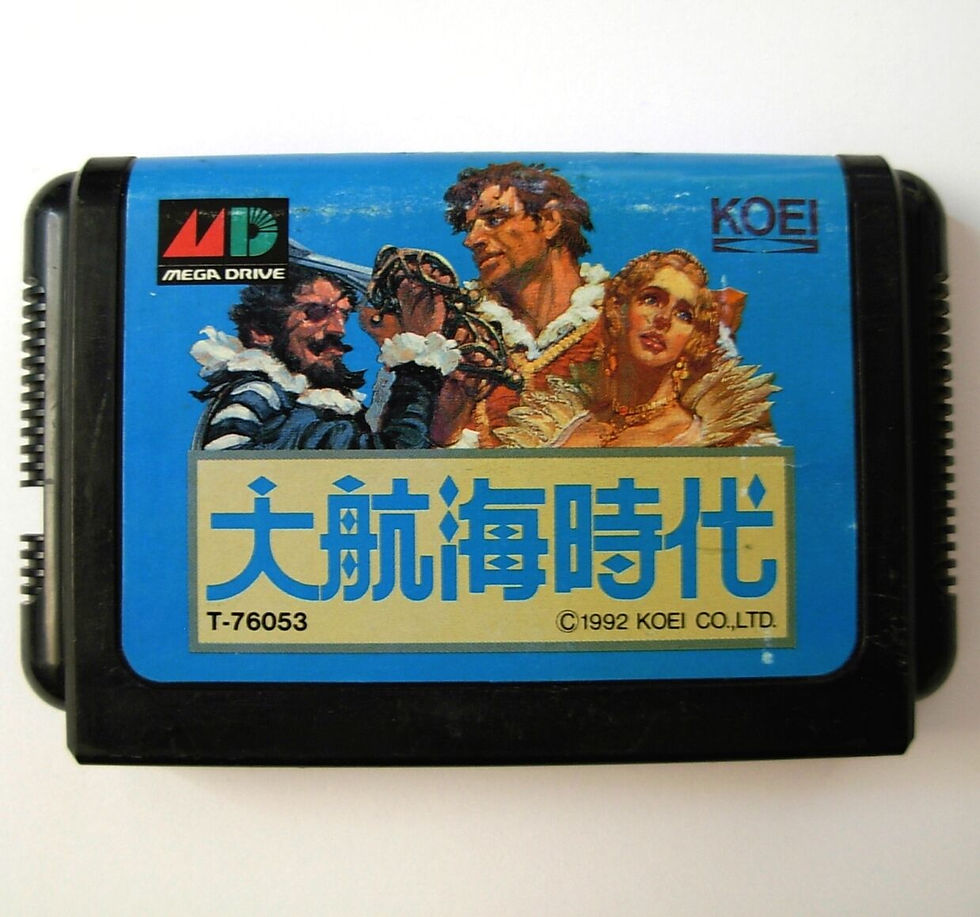 MD
MEGA DRIVE
KOEI
大航海時代
T-76053
©1992 KOEI CO.,LTD.